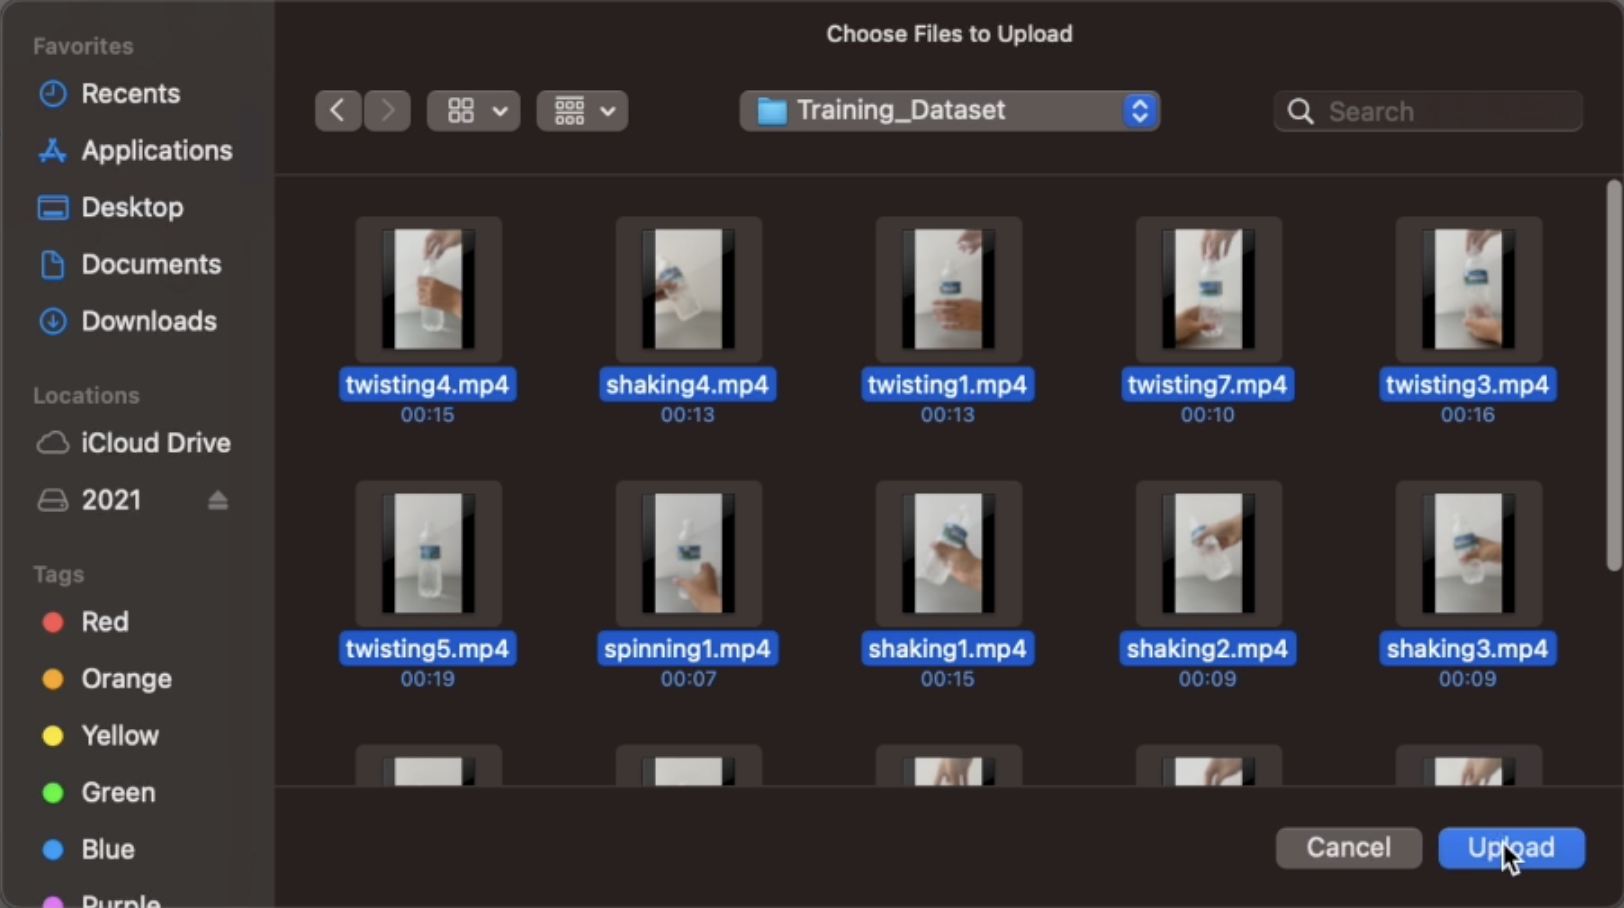 Choose Files to Upload
Favorites
Recents
Applications
Desktop
Documents
Downloads
Locations
iCloud Drive
2021
Tags
Red
Orange
Yellow
Green
Blue
Purple
Training_Dataset
Search
twisting4.mp4 shaking4.mp4 twisting1.mp4 twisting7.mp4 twisting3.mp4
00:15 00:13 00:13 00:10 00:16
twisting5.mp4 spinning1.mp4 shaking1.mp4 shaking2.mp4 shaking3.mp4
00:19 00:07 00:15 00:09 00:09
Cancel Upload